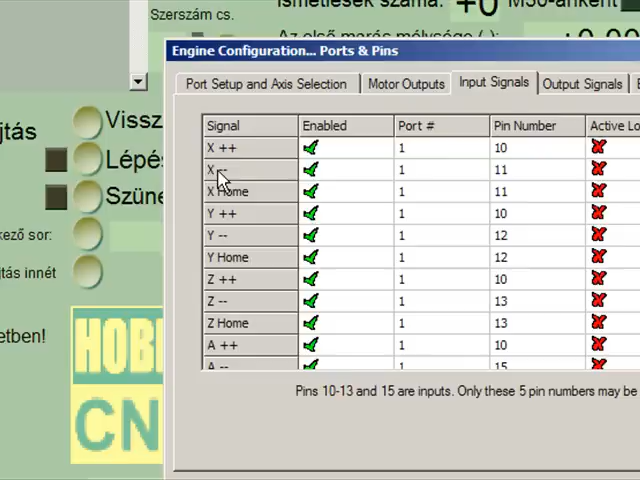 Szerszám cs.
ismétlések száma: +0 M30-anként
Az első marás mélysége (-):
Engine Configuration... Ports & Pins
Port Setup and Axis Selection Motor Outputs Input Signals Output Signals
Signal Enabled Port # Pin Number Active Lo
X ++ 1 10
X -- 1 11
X Home 1 11
Y ++ 1 10
Y -- 1 12
Y Home 1 12
Z ++ 1 10
Z -- 1 13
Z Home 1 13
A ++ 1 10
A -- 1 15
Pins 10-13 and 15 are inputs. Only these 5 pin numbers may be
Vissz
jtás
Lépés
Szüne
kező sor:
jtás innét
etben!
HOB
CN